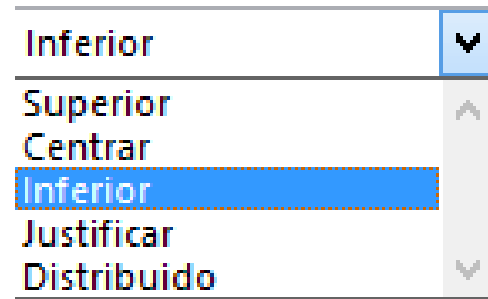 Inferior
Superior
Centrar
Inferior
Justificar
Distribuido